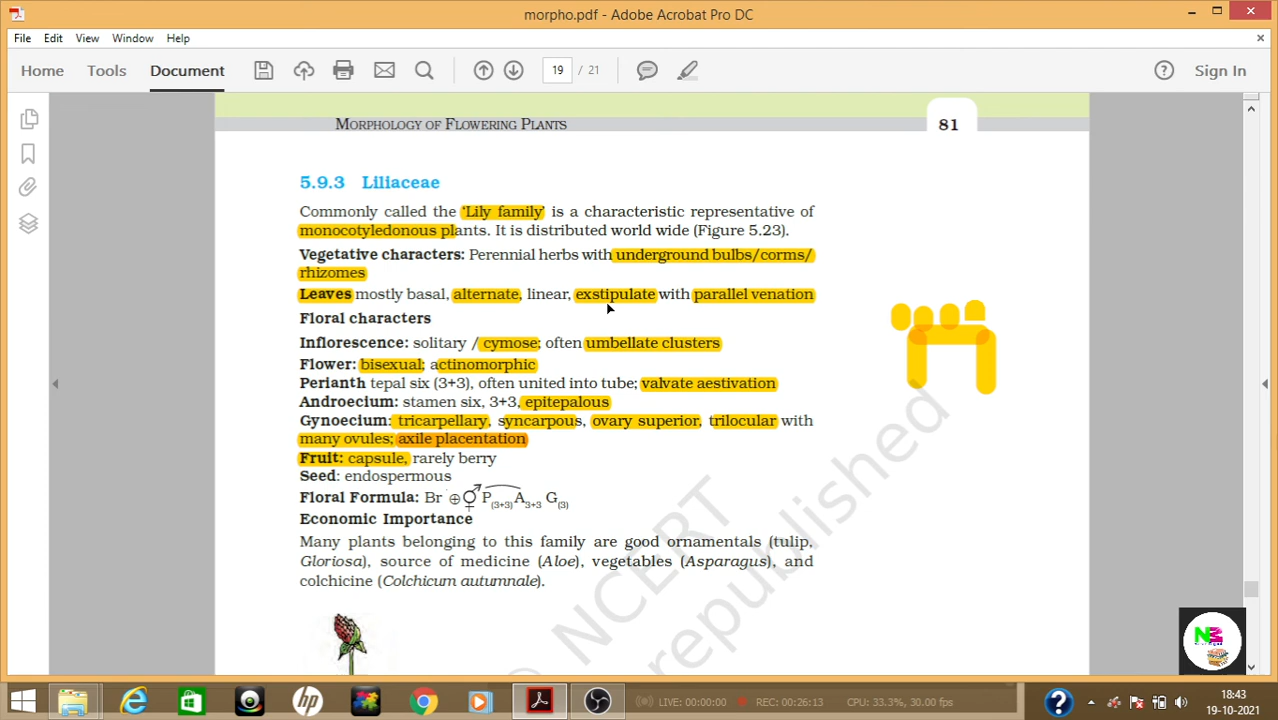 morpho.pdf - Adobe Acrobat Pro DC
File Edit View Window Help
Home Tools Document 19 / 21 Sign In
MORPHOLOGY OF FLOWERING PLANTS 81
5.9.3 Liliaceae
Commonly called the 'Lily family' is a characteristic representative of
monocotyledonous plants. It is distributed world wide (Figure 5.23).
Vegetative characters: Perennial herbs with underground bulbs/corms/
rhizomes
Leaves mostly basal, alternate, linear, exstipulate with parallel venation
Floral characters
Inflorescence: solitary / cymose; often umbellate clusters
Flower: bisexual; actinomorphic
Perianth tepal six (3+3), often united into tube; valvate aestivation
Androecium: stamen six, 3+3, epitepalous
Gynoecium: tricarpellary, syncarpous, ovary superior, trilocular with
many ovules; axile placentation
Fruit: capsule, rarely berry
Seed: endospermous
Floral Formula: Br ⊕ ⚥ P(3+3) A3+3 G(3)
Economic Importance
Many plants belonging to this family are good ornamentals (tulip,
Gloriosa), source of medicine (Aloe), vegetables (Asparagus), and
colchicine (Colchicum autumnale).
© NCERT
republished
LIVE: 00:00:00 REC: 00:26:13 CPU: 33.3%, 30.00 fps
18:43
19-10-2021